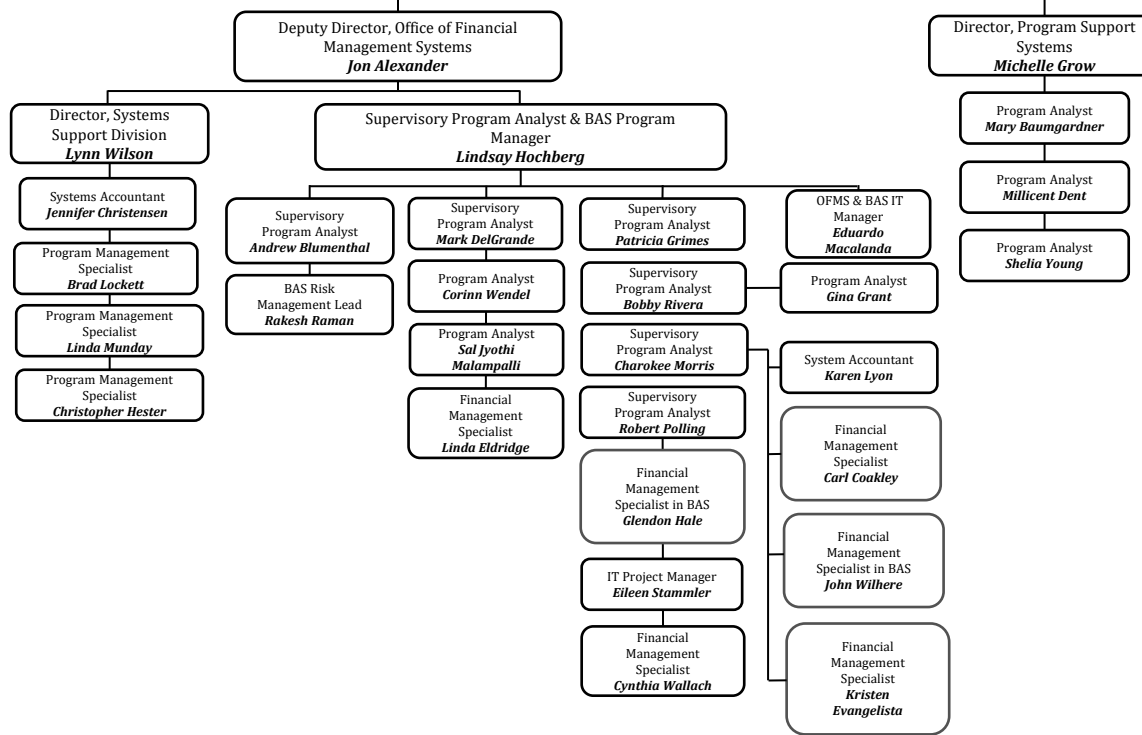 Deputy Director, Office of Financial
Management Systems
Jon Alexander
Director, Program Support
Systems
Michelle Grow
Director, Systems
Support Division
Lynn Wilson
Supervisory Program Analyst & BAS Program
Manager
Lindsay Hochberg
Systems Accountant
Jennifer Christensen
Program Management
Specialist
Brad Lockett
Program Management
Specialist
Linda Munday
Program Management
Specialist
Christopher Hester
Supervisory
Program Analyst
Andrew Blumenthal
BAS Risk
Management Lead
Rakesh Raman
Supervisory
Program Analyst
Mark DelGrande
Program Analyst
Corinn Wendel
Program Analyst
Sal Jyothi
Malampalli
Financial
Management
Specialist
Linda Eldridge
Supervisory
Program Analyst
Patricia Grimes
Supervisory
Program Analyst
Bobby Rivera
Supervisory
Program Analyst
Charokee Morris
Supervisory
Program Analyst
Robert Polling
Financial
Management
Specialist in BAS
Glendon Hale
IT Project Manager
Eileen Stammler
Financial
Management
Specialist
Cynthia Wallach
OFMS & BAS IT
Manager
Eduardo
Macalanda
Program Analyst
Gina Grant
System Accountant
Karen Lyon
Financial
Management
Specialist
Carl Coakley
Financial
Management
Specialist in BAS
John Wilhere
Financial
Management
Specialist
Kristen
Evangelista
Program Analyst
Mary Baumgardner
Program Analyst
Millicent Dent
Program Analyst
Shelia Young